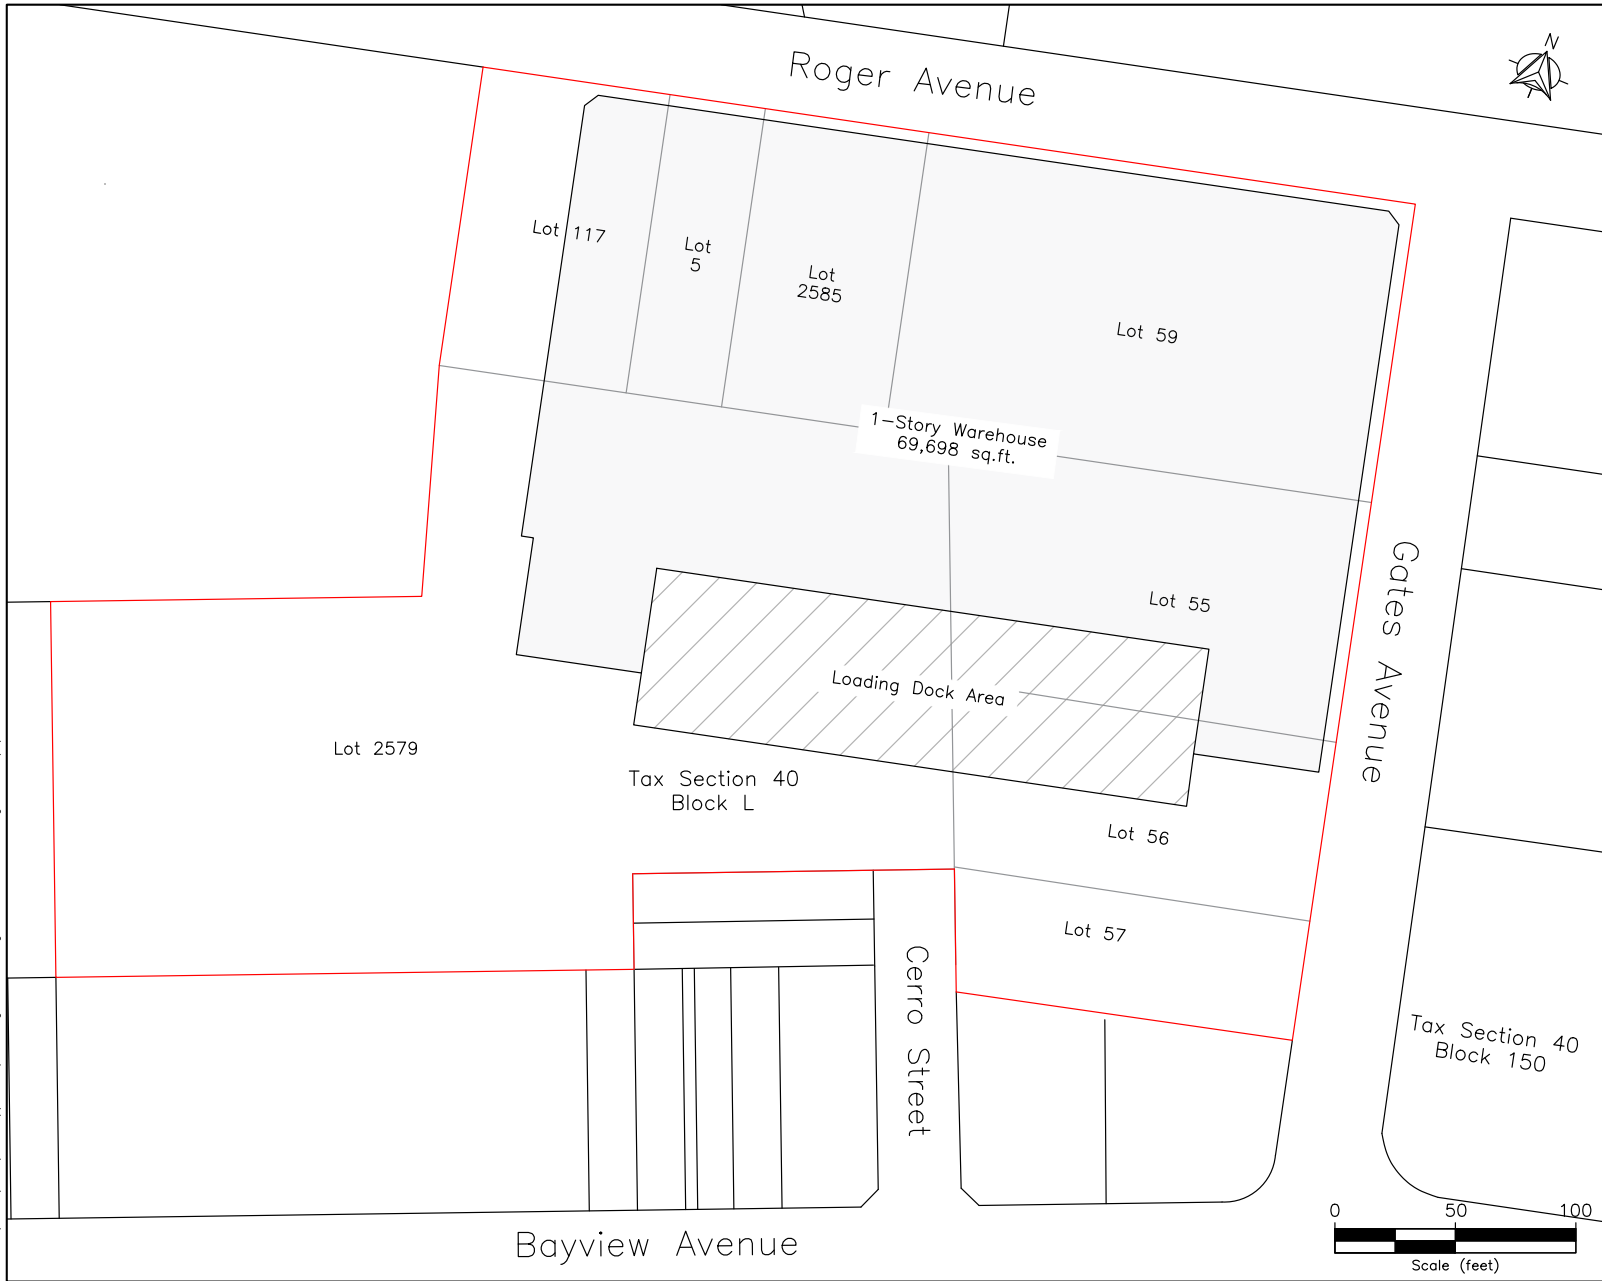 N
Roger Avenue
Lot 117
Lot
5
Lot
2585
Lot 59
1-Story Warehouse
69,698 sq.ft.
Gates Avenue
Lot 55
Loading Dock Area
Lot 2579
Tax Section 40
Block L
Lot 56
Lot 57
Cerro Street
Tax Section 40
Block 150
Bayview Avenue
0 50 100
Scale (feet)